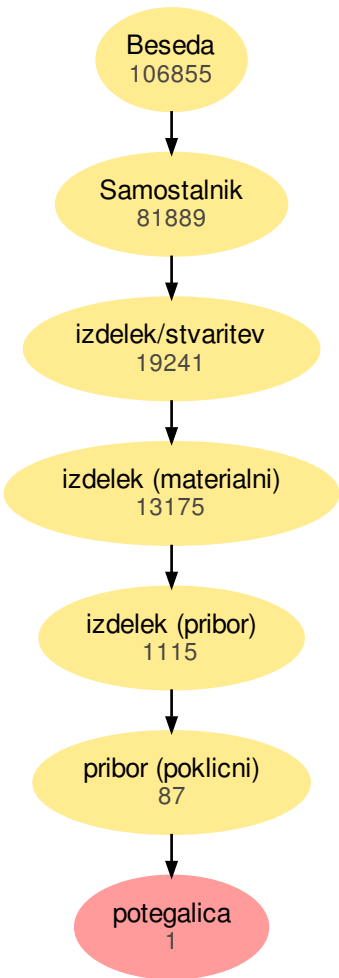 Beseda
106855
Samostalnik
81889
izdelek/stvaritev
19241
izdelek (materialni)
13175
izdelek (pribor)
1115
pribor (poklicni)
87
potegalica
1